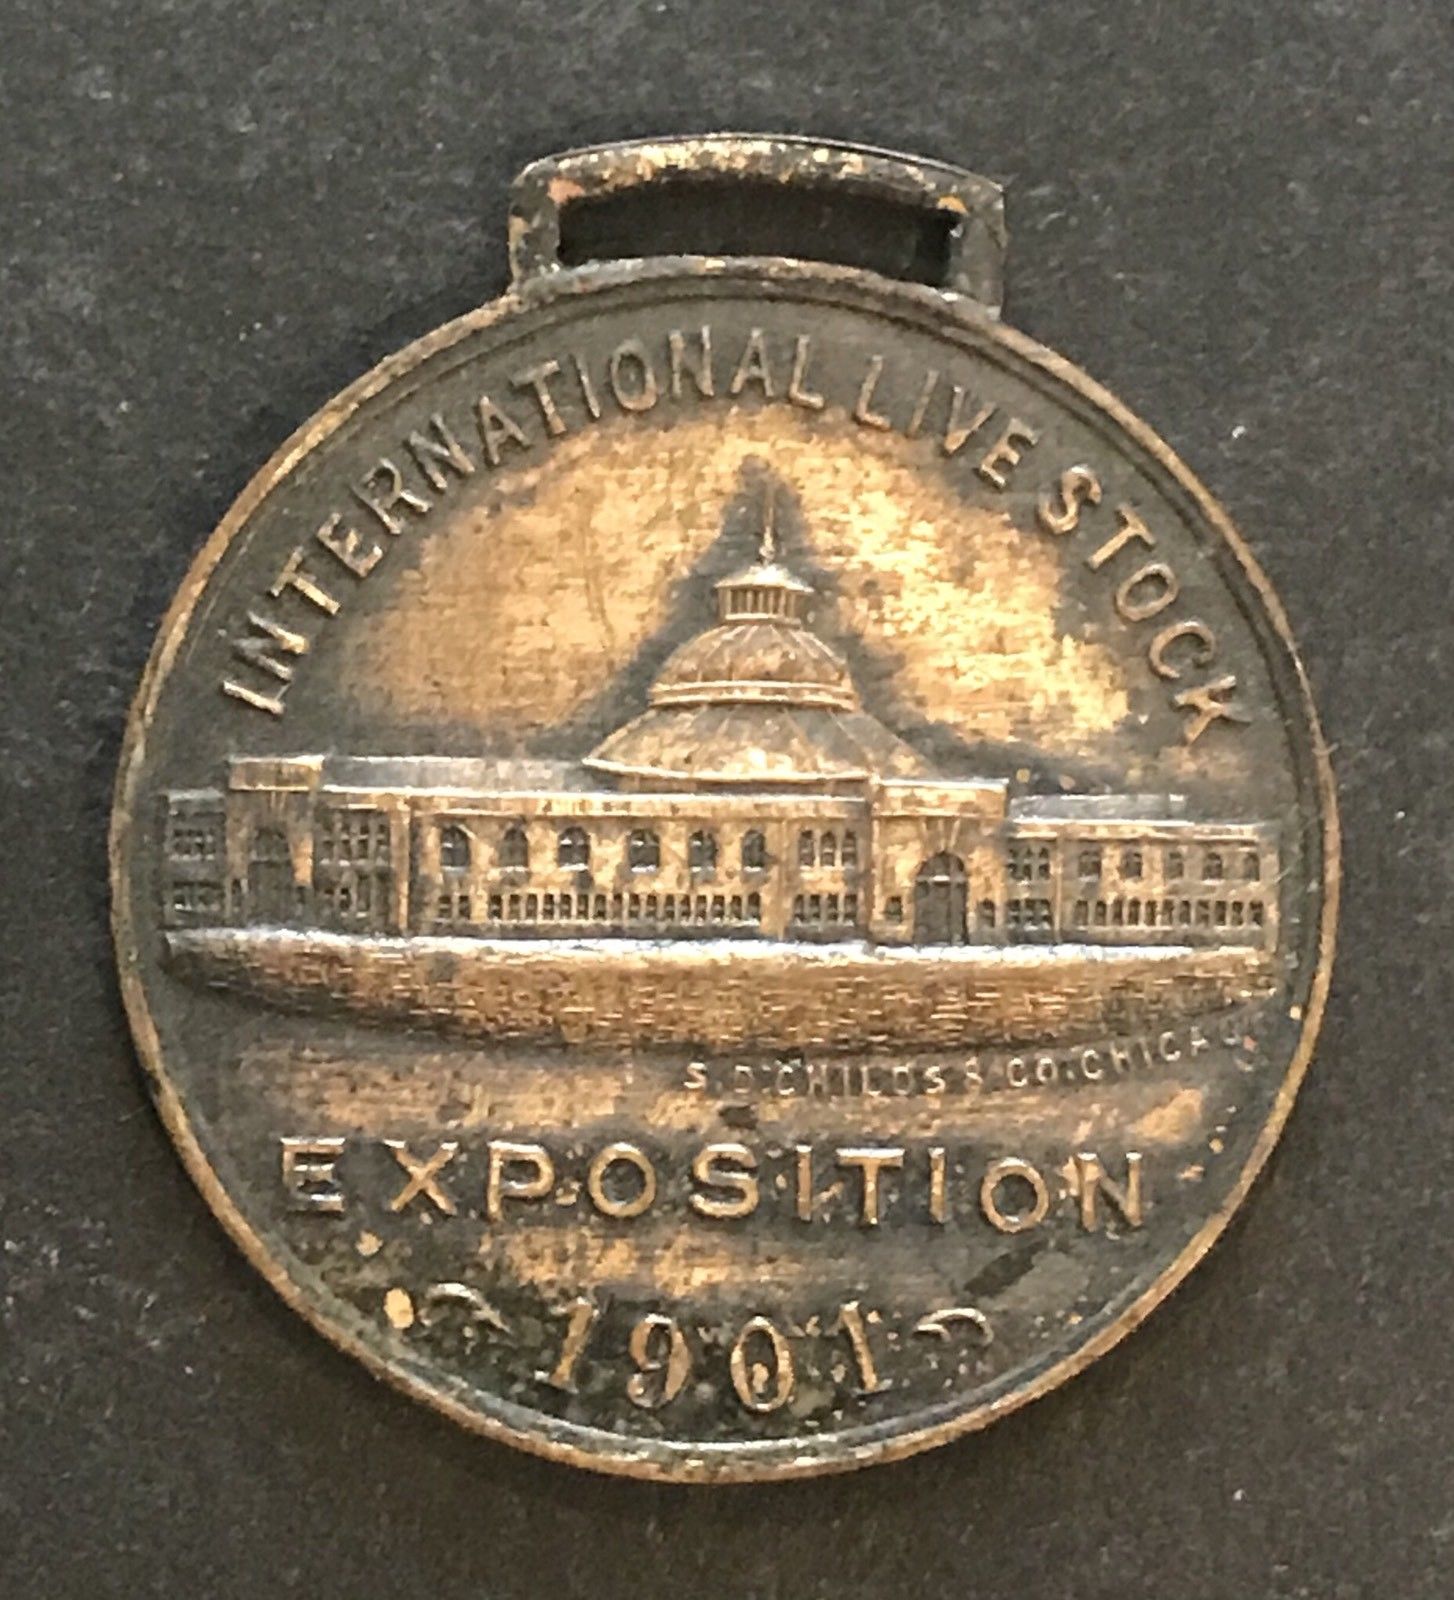 INTERNATIONAL LIVE STOCK
S.D. CHILDS & CO. CHICAGO
EXPOSITION
1901